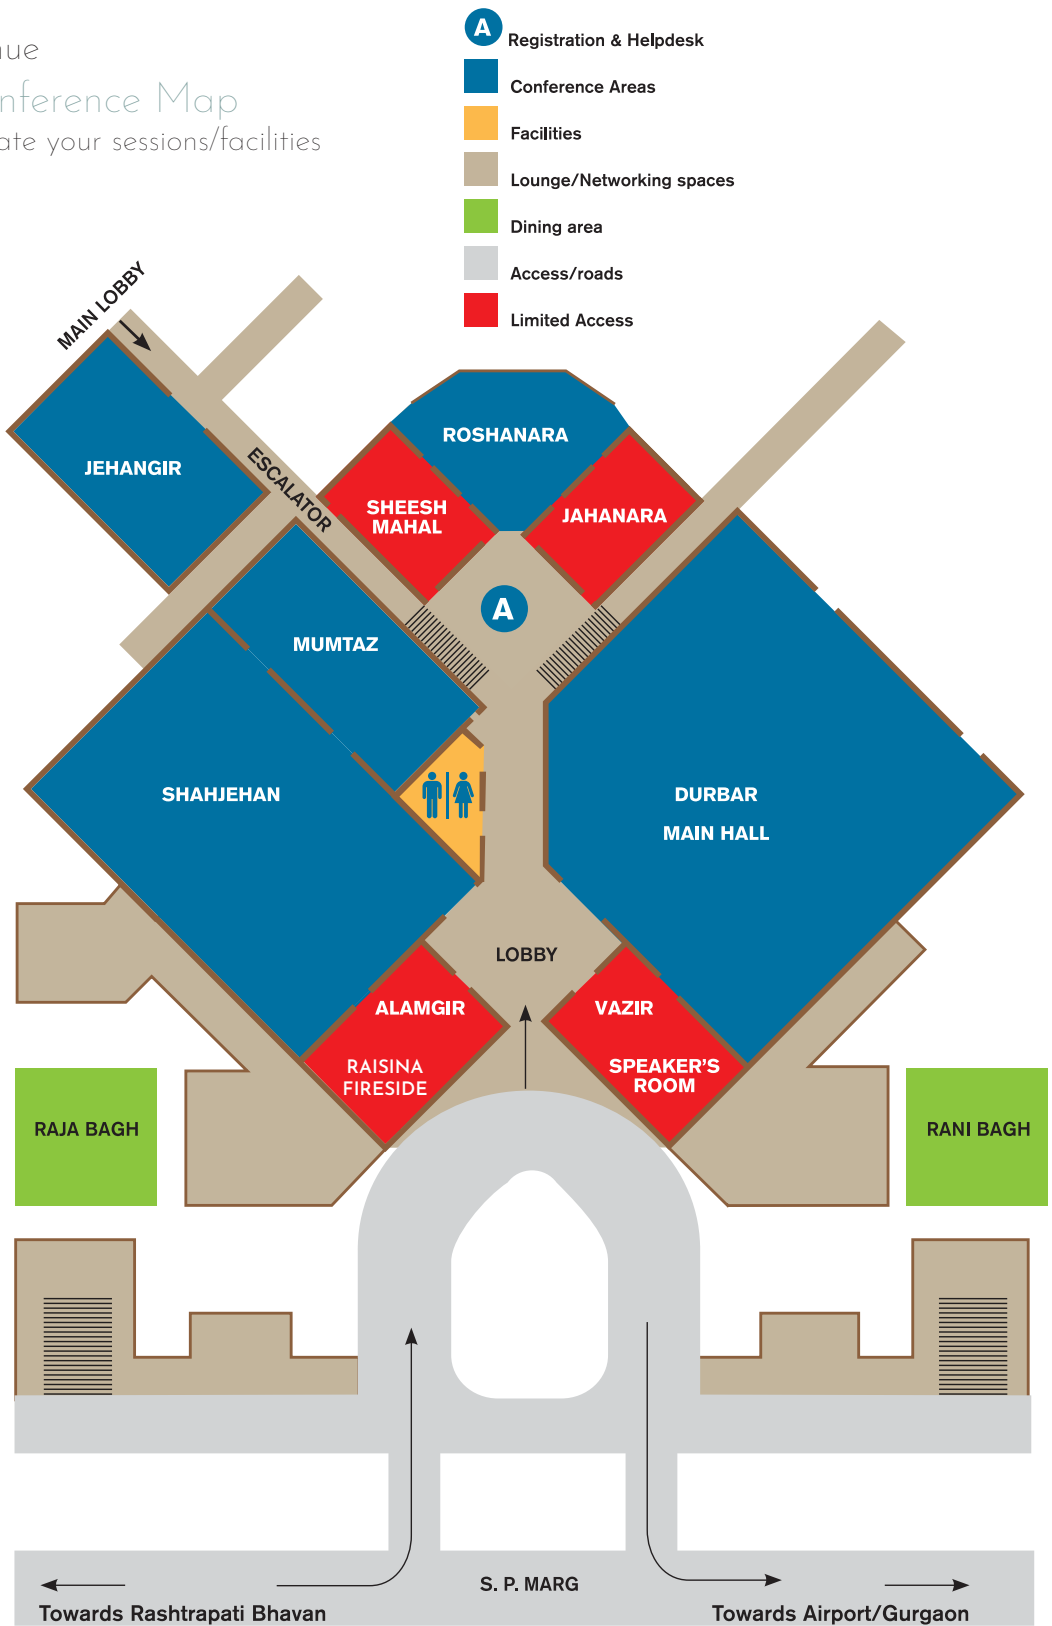 A Registration & Helpdesk
Conference Areas
Facilities
Lounge/Networking spaces
Dining area
Access/roads
Limited Access
nue
nference Map
ate your sessions/facilities
MAIN LOBBY
JEHANGIR
ESCALATOR
ROSHANARA
SHEESH
MAHAL
JAHANARA
A
MUMTAZ
SHAHJEHAN
DURBAR
MAIN HALL
LOBBY
ALAMGIR
RAISINA
FIRESIDE
VAZIR
SPEAKER'S
ROOM
RAJA BAGH
RANI BAGH
S. P. MARG
Towards Rashtrapati Bhavan
Towards Airport/Gurgaon